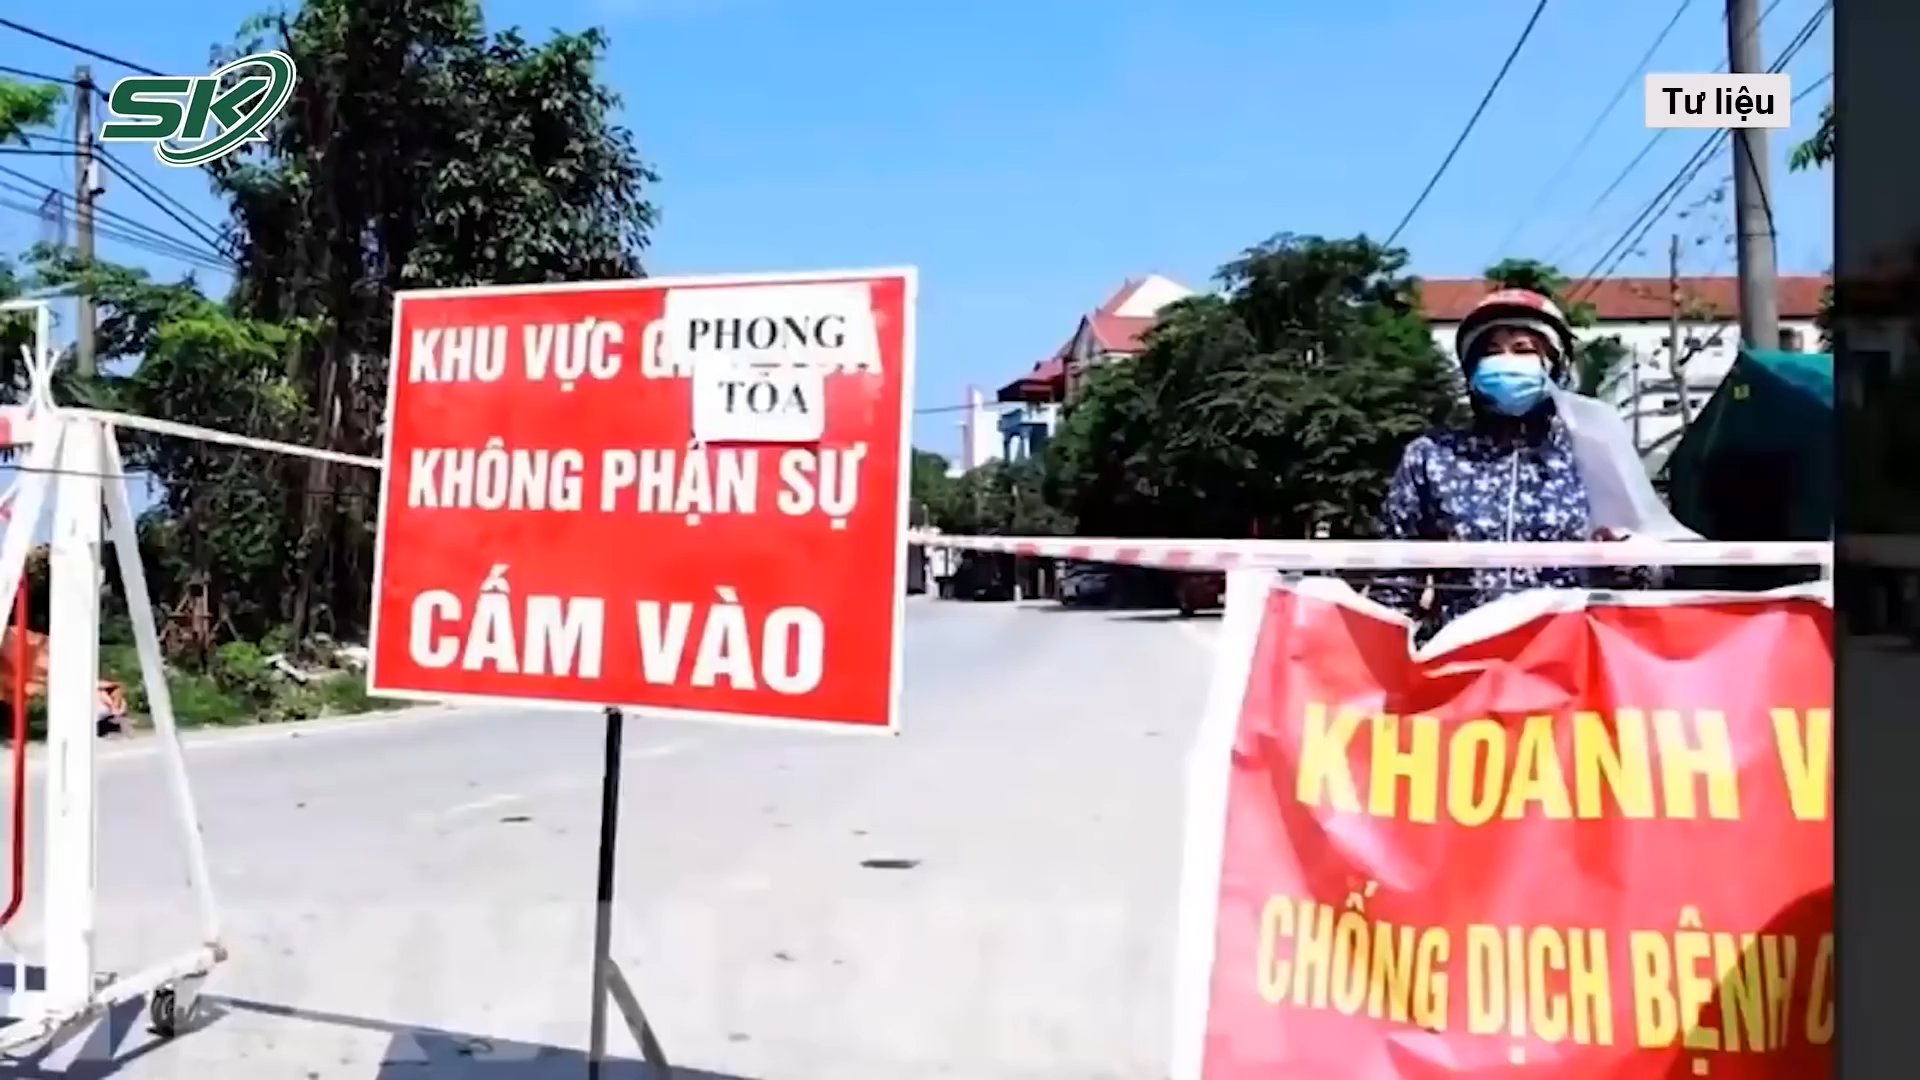 SK
Tư liệu
KHU VỰC
PHONG
TỎA
KHÔNG PHẬN SỰ
CẤM VÀO
KHOANH V
CHỐNG DỊCH BỆNH C